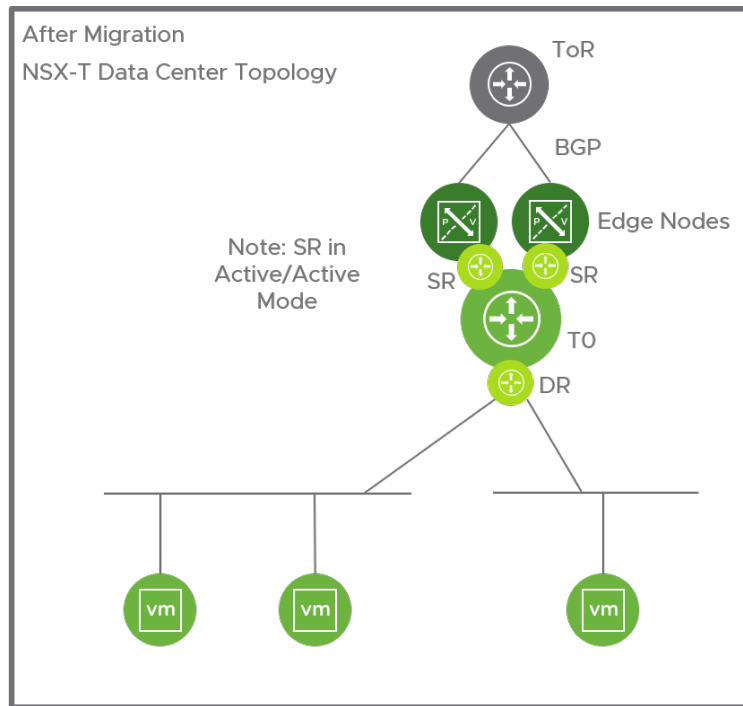 After Migration
NSX-T Data Center Topology
ToR
BGP
P V
P V
Edge Nodes
Note: SR in
Active/Active
Mode
SR
SR
T0
DR
vm
vm
vm